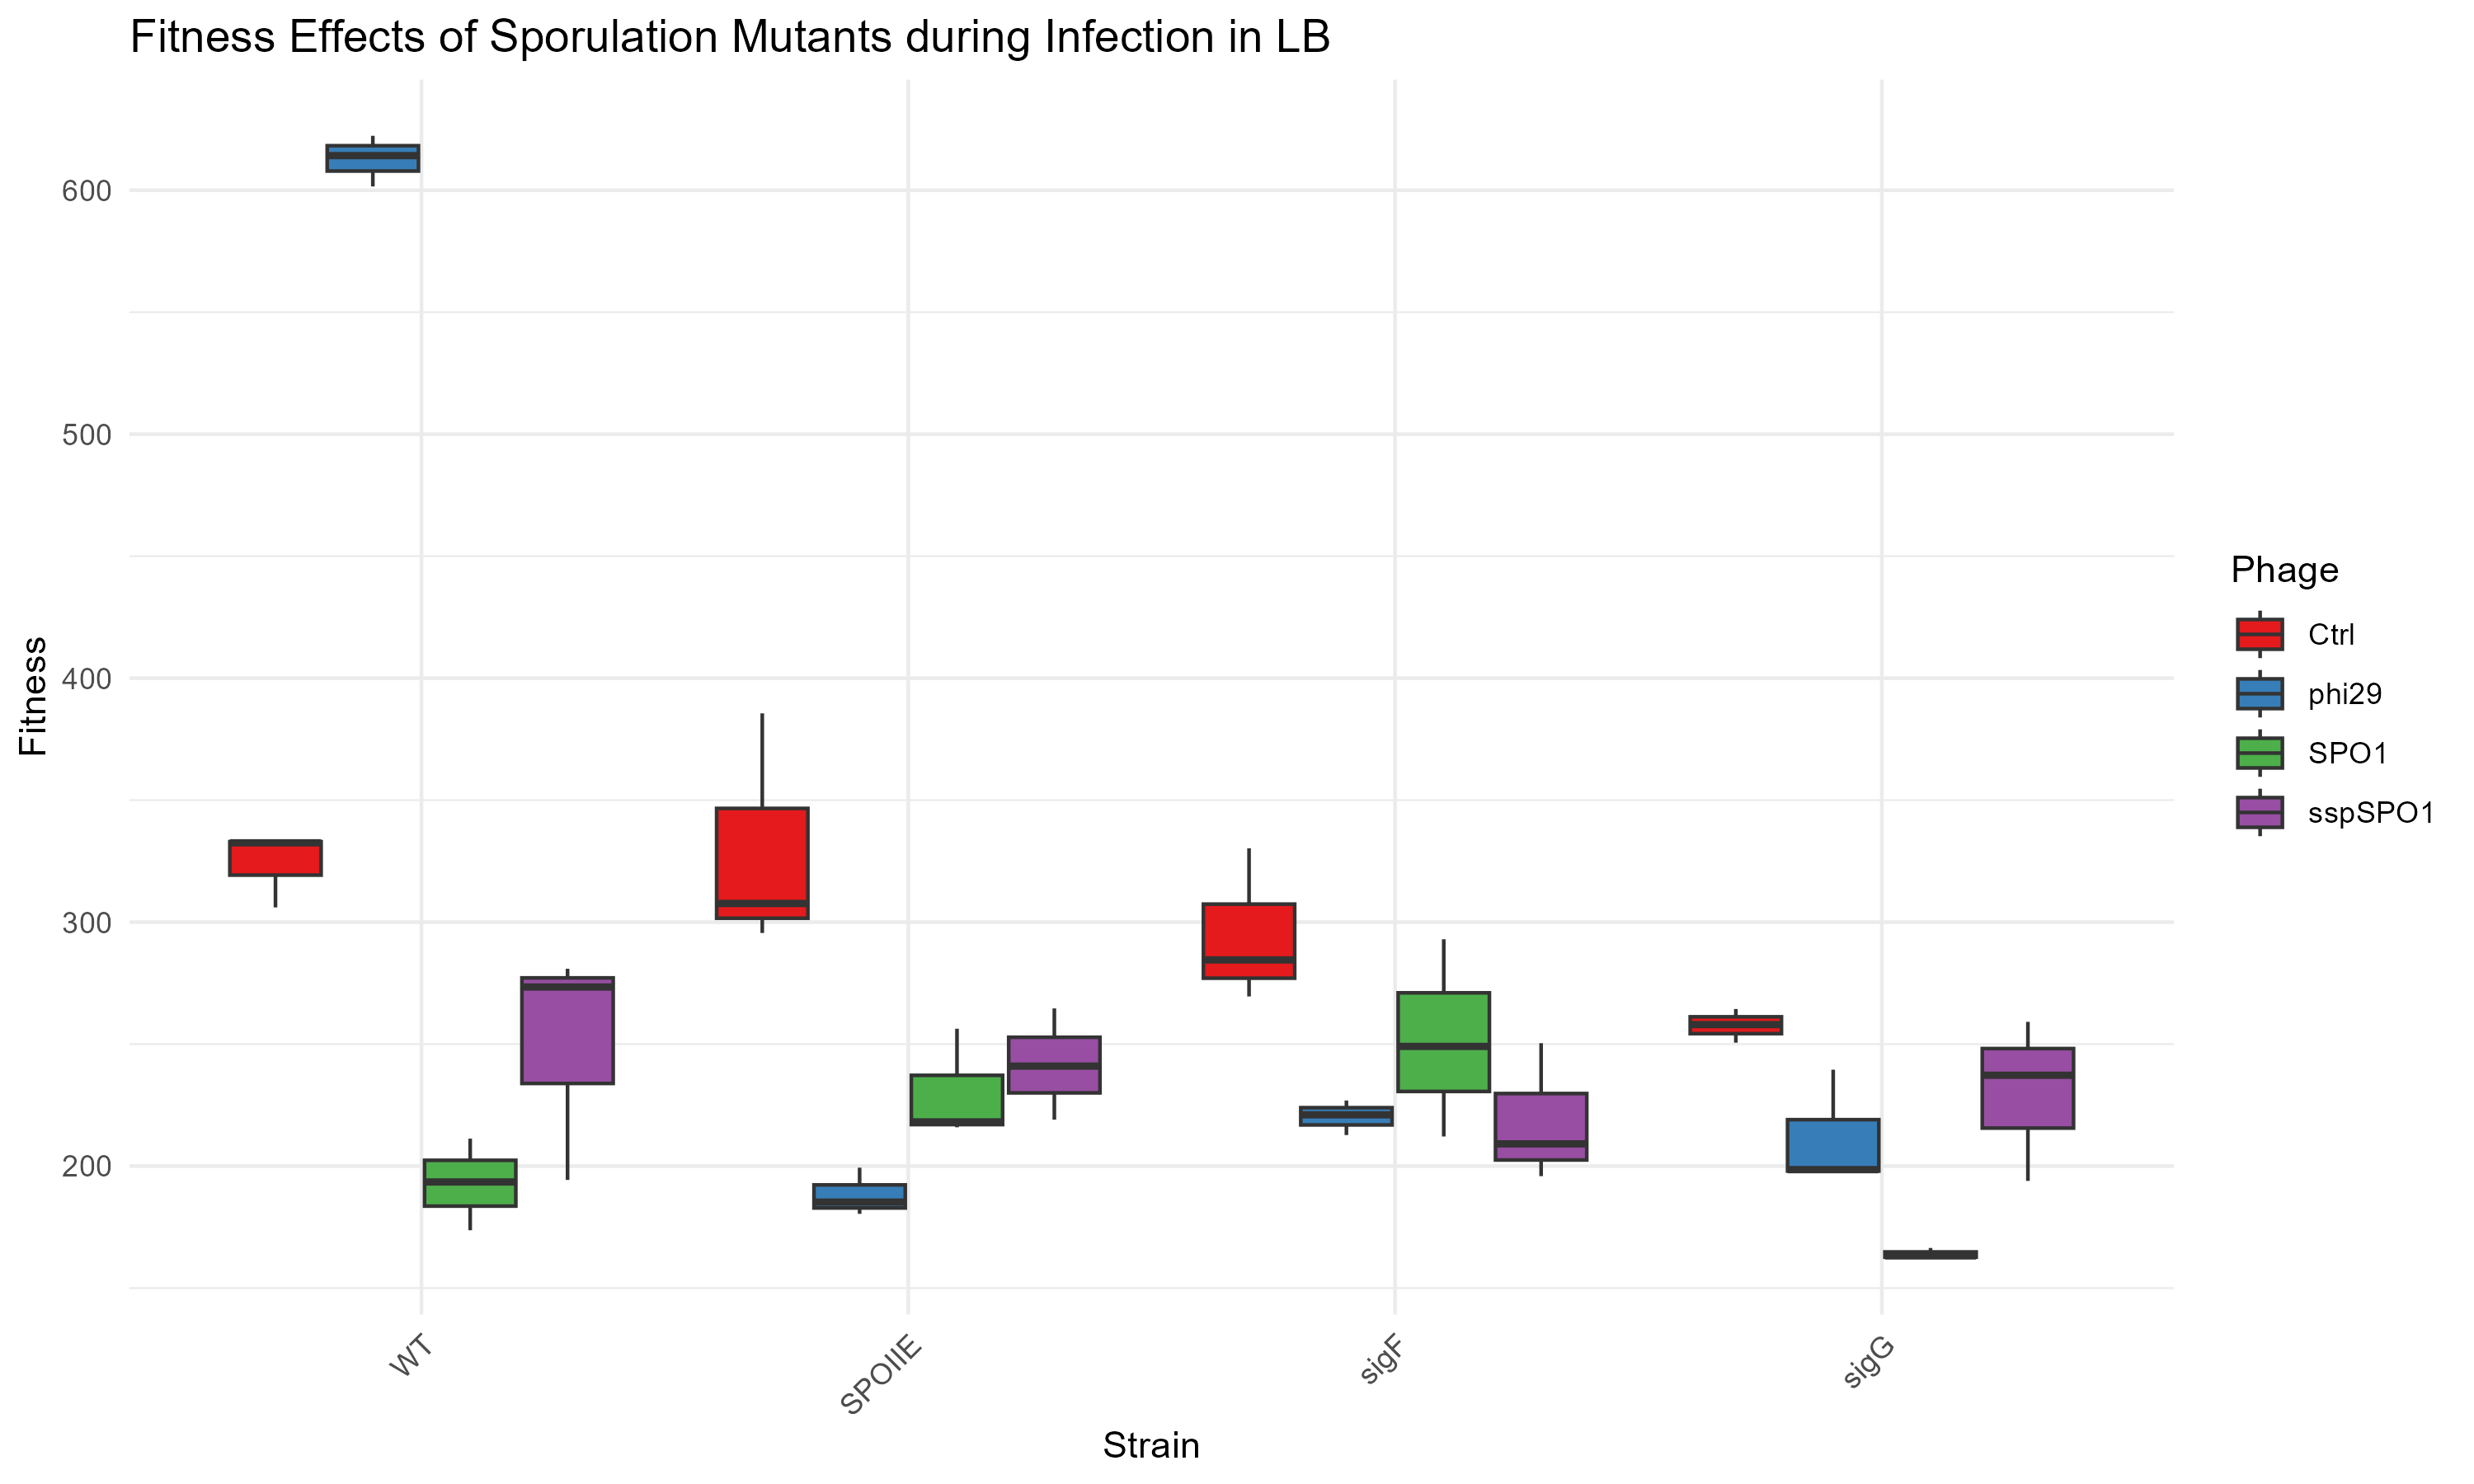 Fitness Effects of Sporulation Mutants during Infection in LB
600
500
400
300
200
Fitness
WT
SPOIIE
sigF
sigG
Strain
Phage
Ctrl
phi29
SPO1
sspSPO1